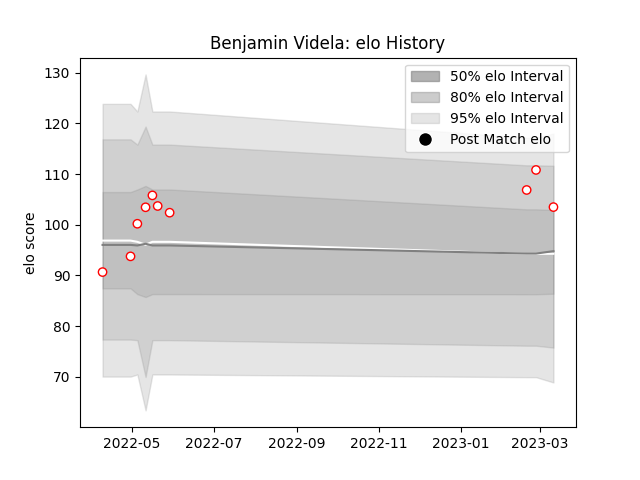 Benjamin Videla: elo History
130
120
110
100
90
80
70
elo score
50% elo Interval
80% elo Interval
95% elo Interval
Post Match elo
2022-05
2022-07
2022-09
2022-11
2023-01
2023-03